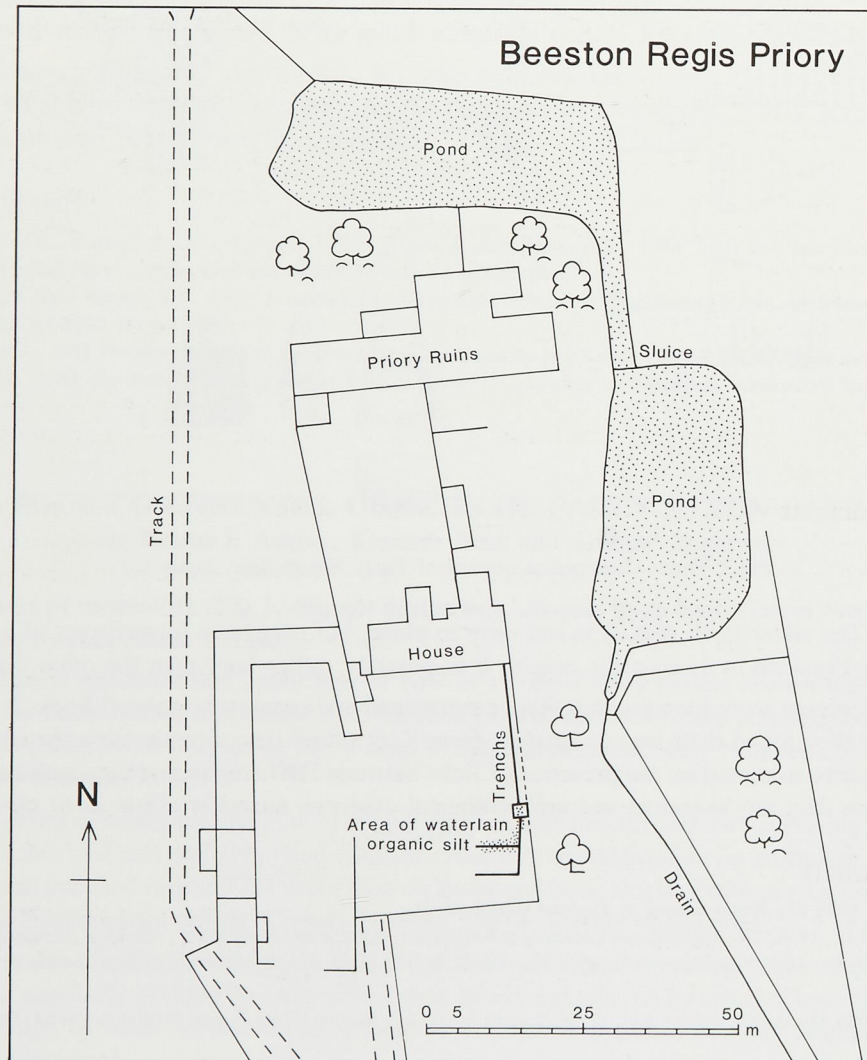 Beeston Regis Priory
Pond
Priory Ruins
Sluice
Track
Pond
House
Trenchs
N
Area of waterlain
organic silt
Drain
0 5 25 50
m